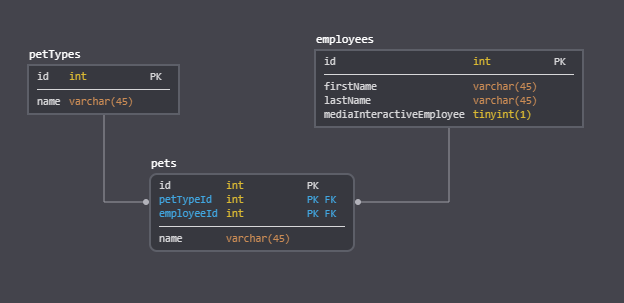 employees
id int PK
firstName varchar(45)
lastName varchar(45)
mediaInteractiveEmployee tinyint(1)
petTypes
id int PK
name varchar(45)
pets
id int PK
petTypeId int PK FK
employeeId int PK FK
name varchar(45)